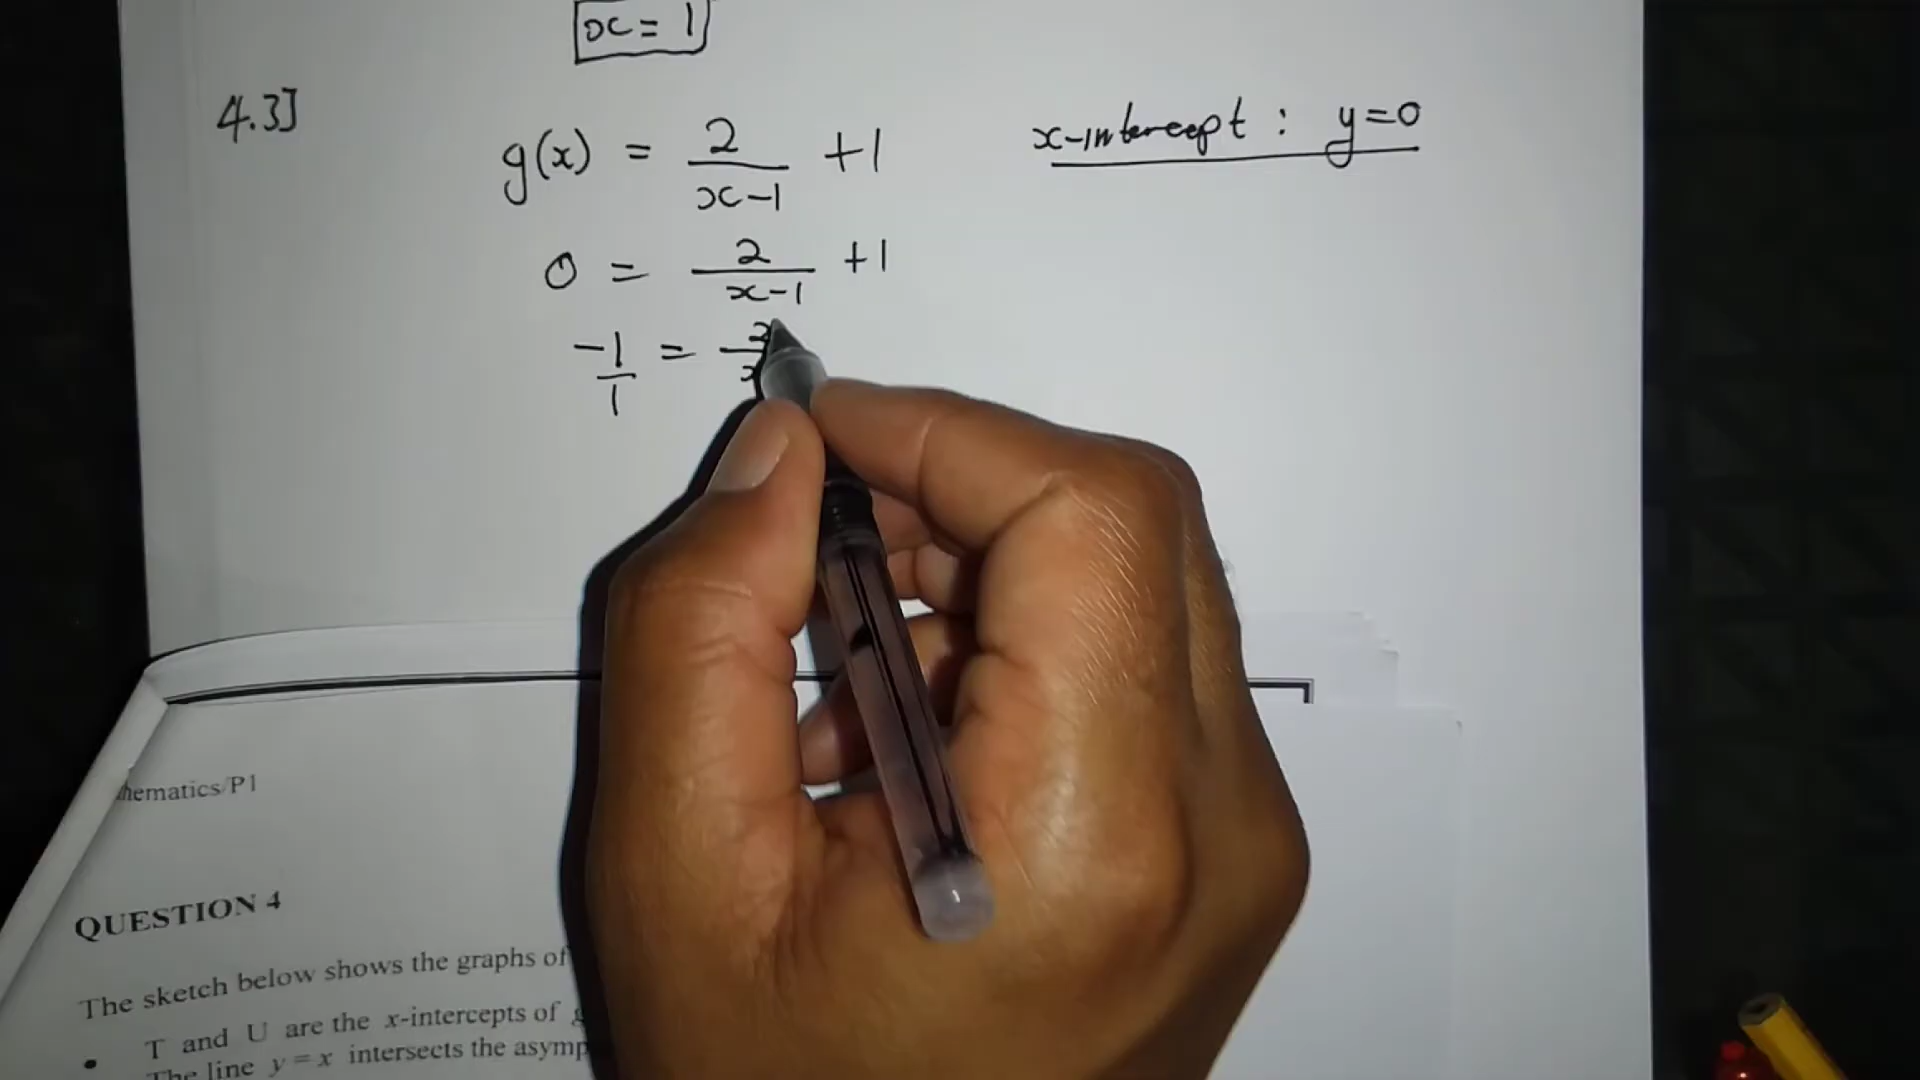 x = 1
4.3]
g(x) = 2/(x-1) +1
x-intercept : y=0
0 = 2/(x-1) +1
-1/1 = 2/x
hematics/P1
QUESTION 4
The sketch below shows the graphs of
• T and U are the x-intercepts of g
The line y = x intersects the asymp